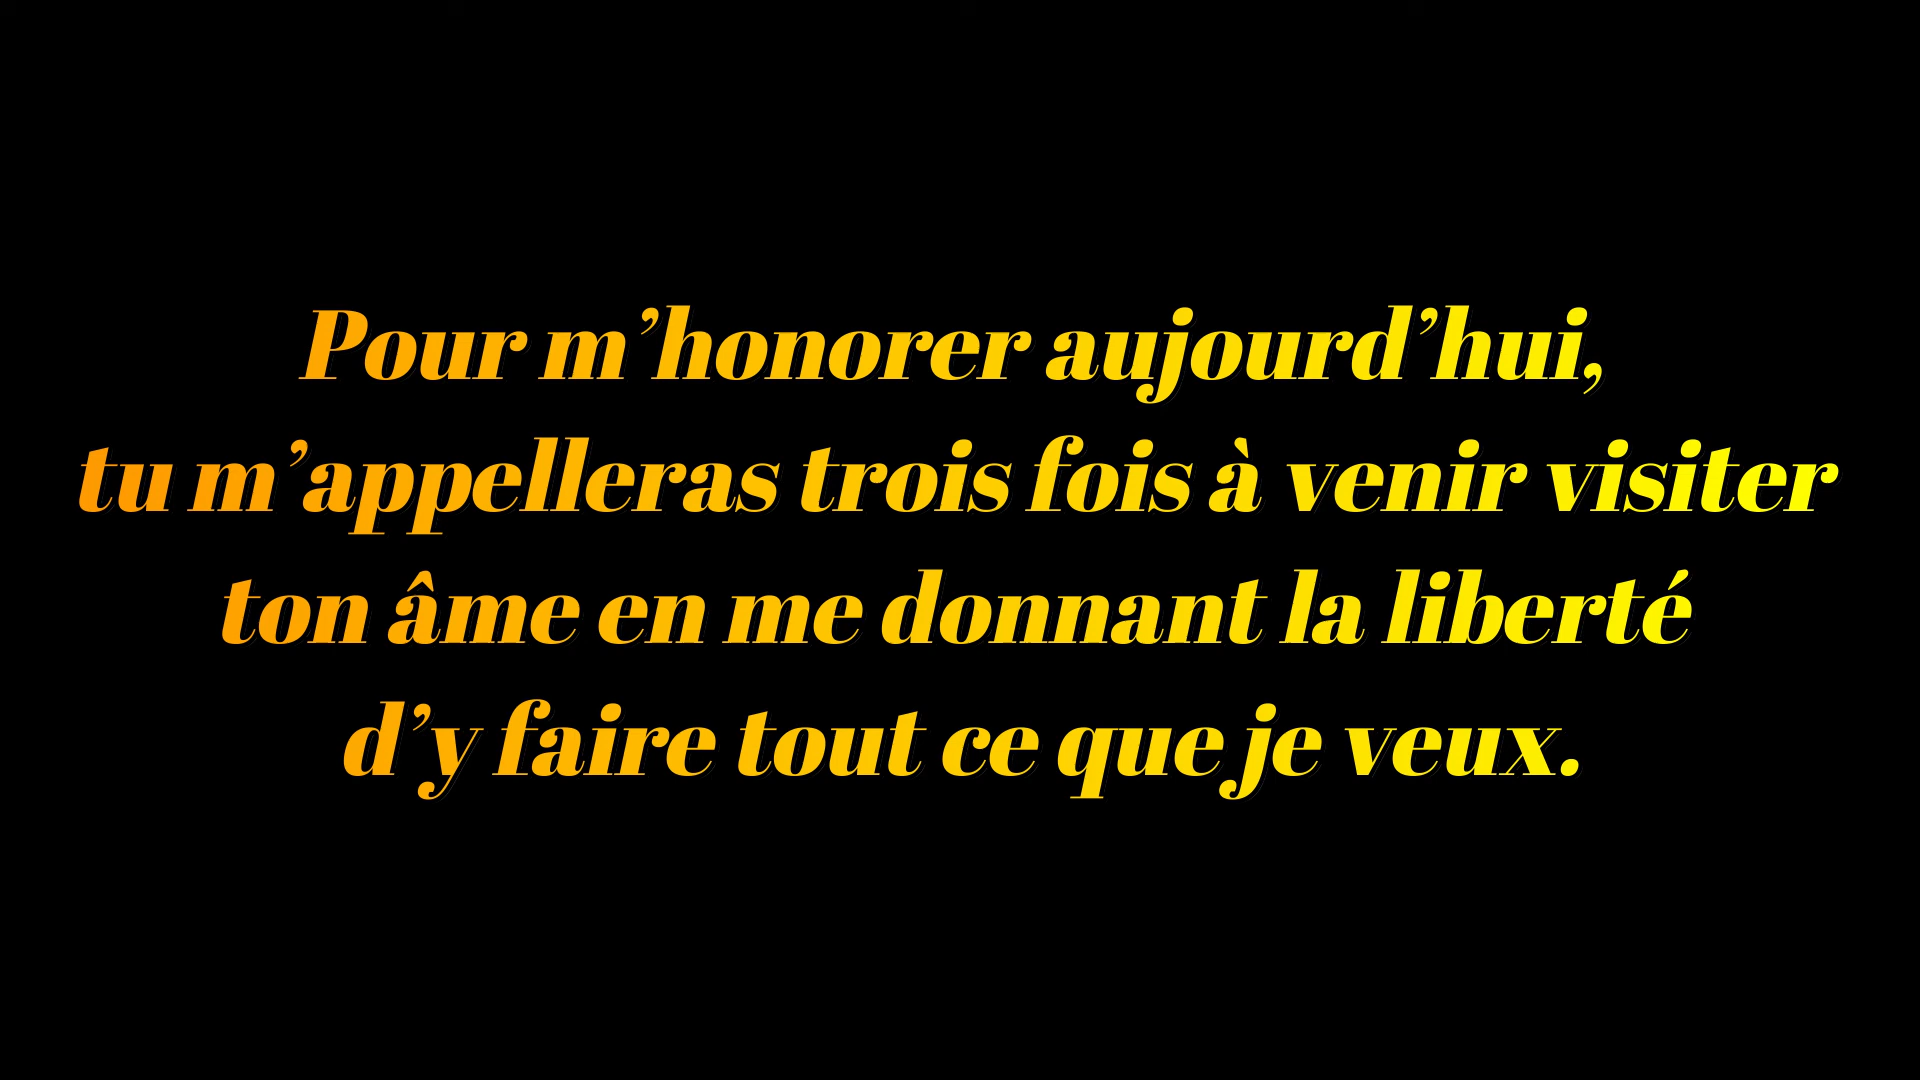 Pour m’honorer aujourd’hui,
tu m’appelleras trois fois à venir visiter
ton âme en me donnant la liberté
d’y faire tout ce que je veux.